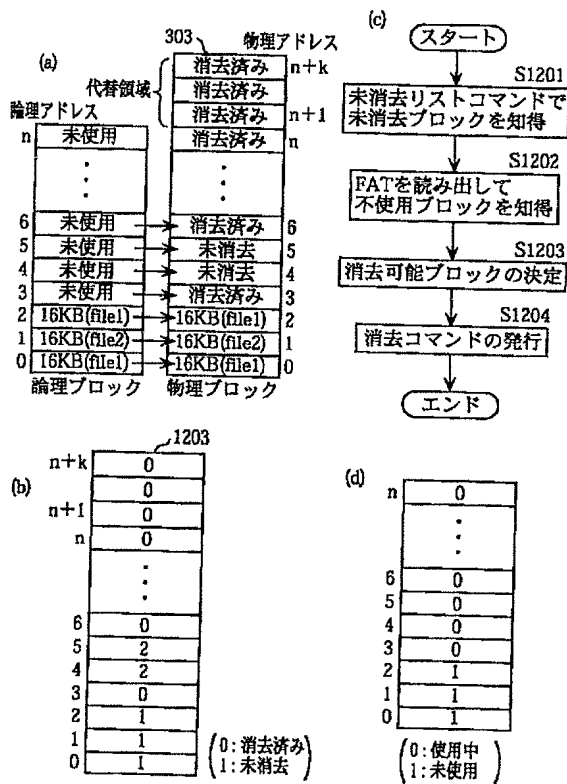 (a)
303
物理アドレス
代替領域
消去済み n+k
消去済み
消去済み n+1
消去済み n
論理アドレス
n 未使用
6 未使用 消去済み 6
5 未使用 未消去 5
4 未使用 未消去 4
3 未使用 消去済み 3
2 16KB(file1) 16KB(file1) 2
1 16KB(file2) 16KB(file2) 1
0 16KB(file1) 16KB(file1) 0
論理ブロック 物理ブロック
(c)
スタート
S1201
未消去リストコマンドで
未消去ブロックを知得
S1202
FATを読み出して
不使用ブロックを知得
S1203
消去可能ブロックの決定
S1204
消去コマンドの発行
エンド
(b)
1203
n+k 0
0
n+1 0
n 0
6 0
5 2
4 2
3 0
2 1
1 1
0 1
(0:消去済み
1:未消去)
(d)
n 0
6 0
5 0
4 0
3 0
2 1
1 1
0 1
(0:使用中
1:未使用)